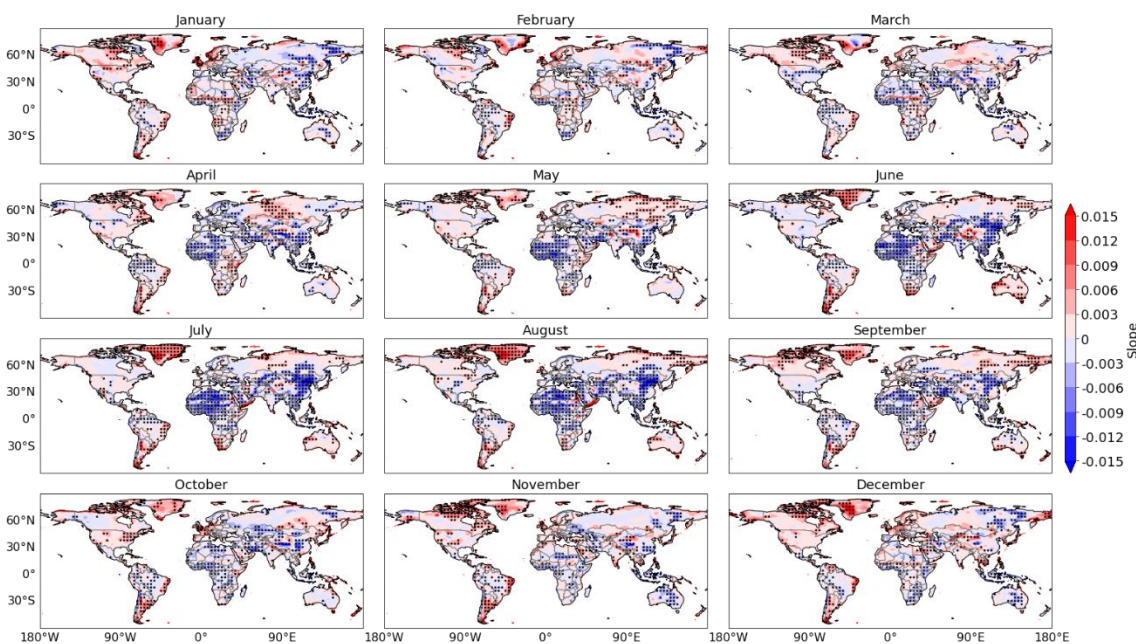 January
February
March
60°N
30°N
0°
30°S
April
May
June
60°N
30°N
0°
30°S
July
August
September
60°N
30°N
0°
30°S
October
November
December
60°N
30°N
0°
30°S
180°W 90°W 0° 90°E 180°W 90°W 0° 90°E 180°W 90°W 0° 90°E 180°E
0.015
0.012
0.009
0.006
0.003
0
-0.003
-0.006
-0.009
-0.012
-0.015
Slope